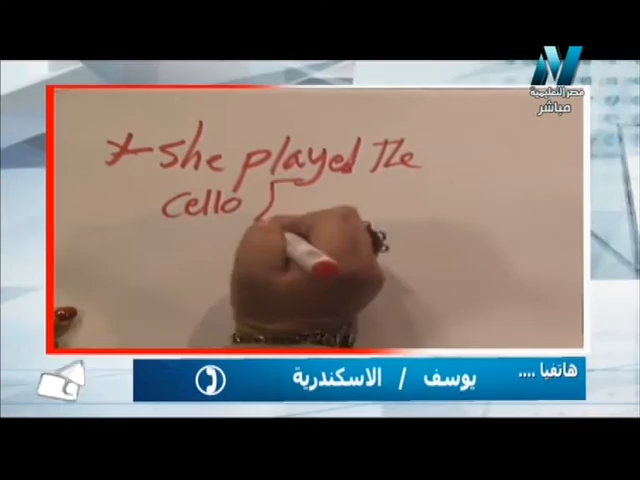 مصر التعليمية
مباشر
* she played the
cello
هاتفيا ....
يوسف / الاسكندرية